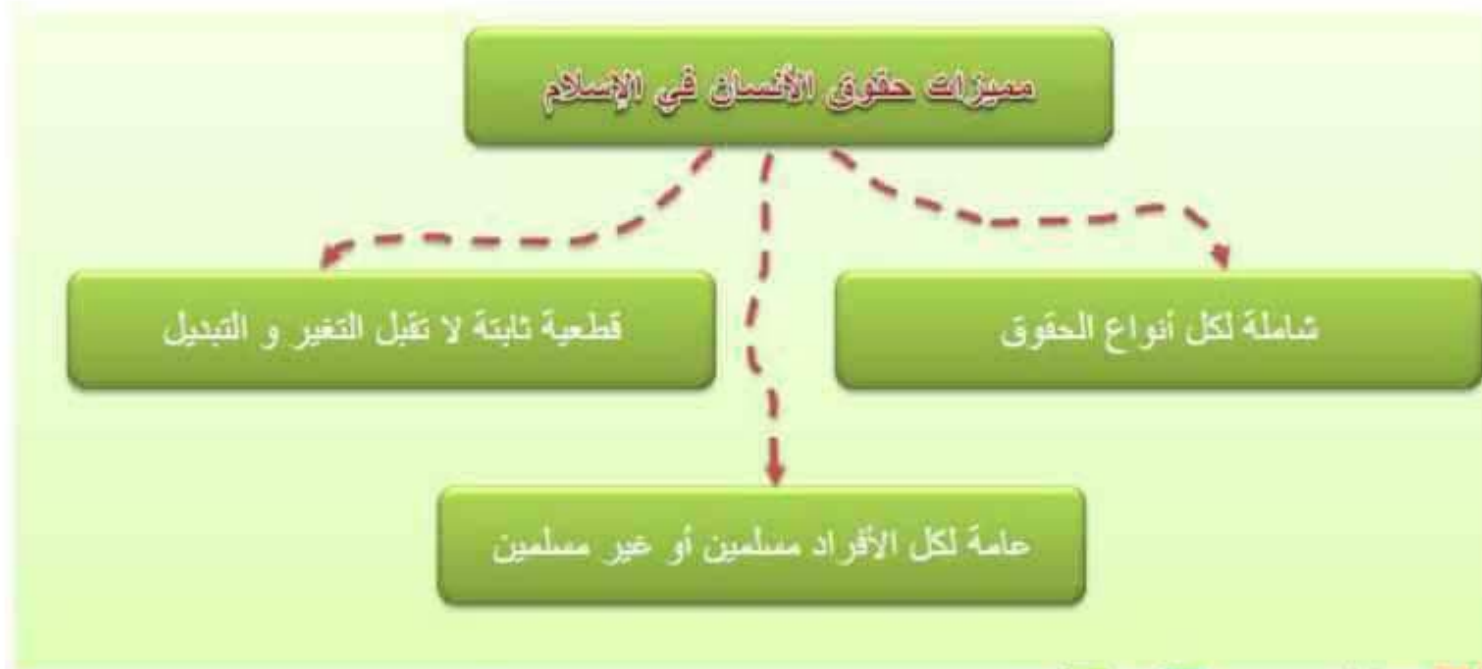 مميزات حقوق الأنسان في الإسلام
شاملة لكل أنواع الحقوق
قطعية ثابتة لا تقبل التغير و التبديل
عامة لكل الأفراد مسلمين أو غير مسلمين